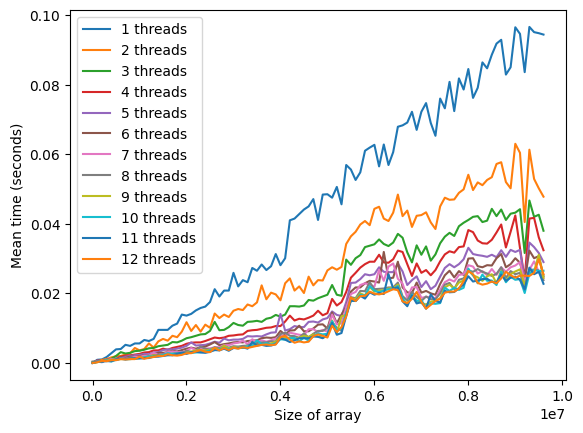 0.10
0.08
0.06
0.04
0.02
0.00
Mean time (seconds)
1 threads
2 threads
3 threads
4 threads
5 threads
6 threads
7 threads
8 threads
9 threads
10 threads
11 threads
12 threads
0.0 0.2 0.4 0.6 0.8 1.0
1e7
Size of array